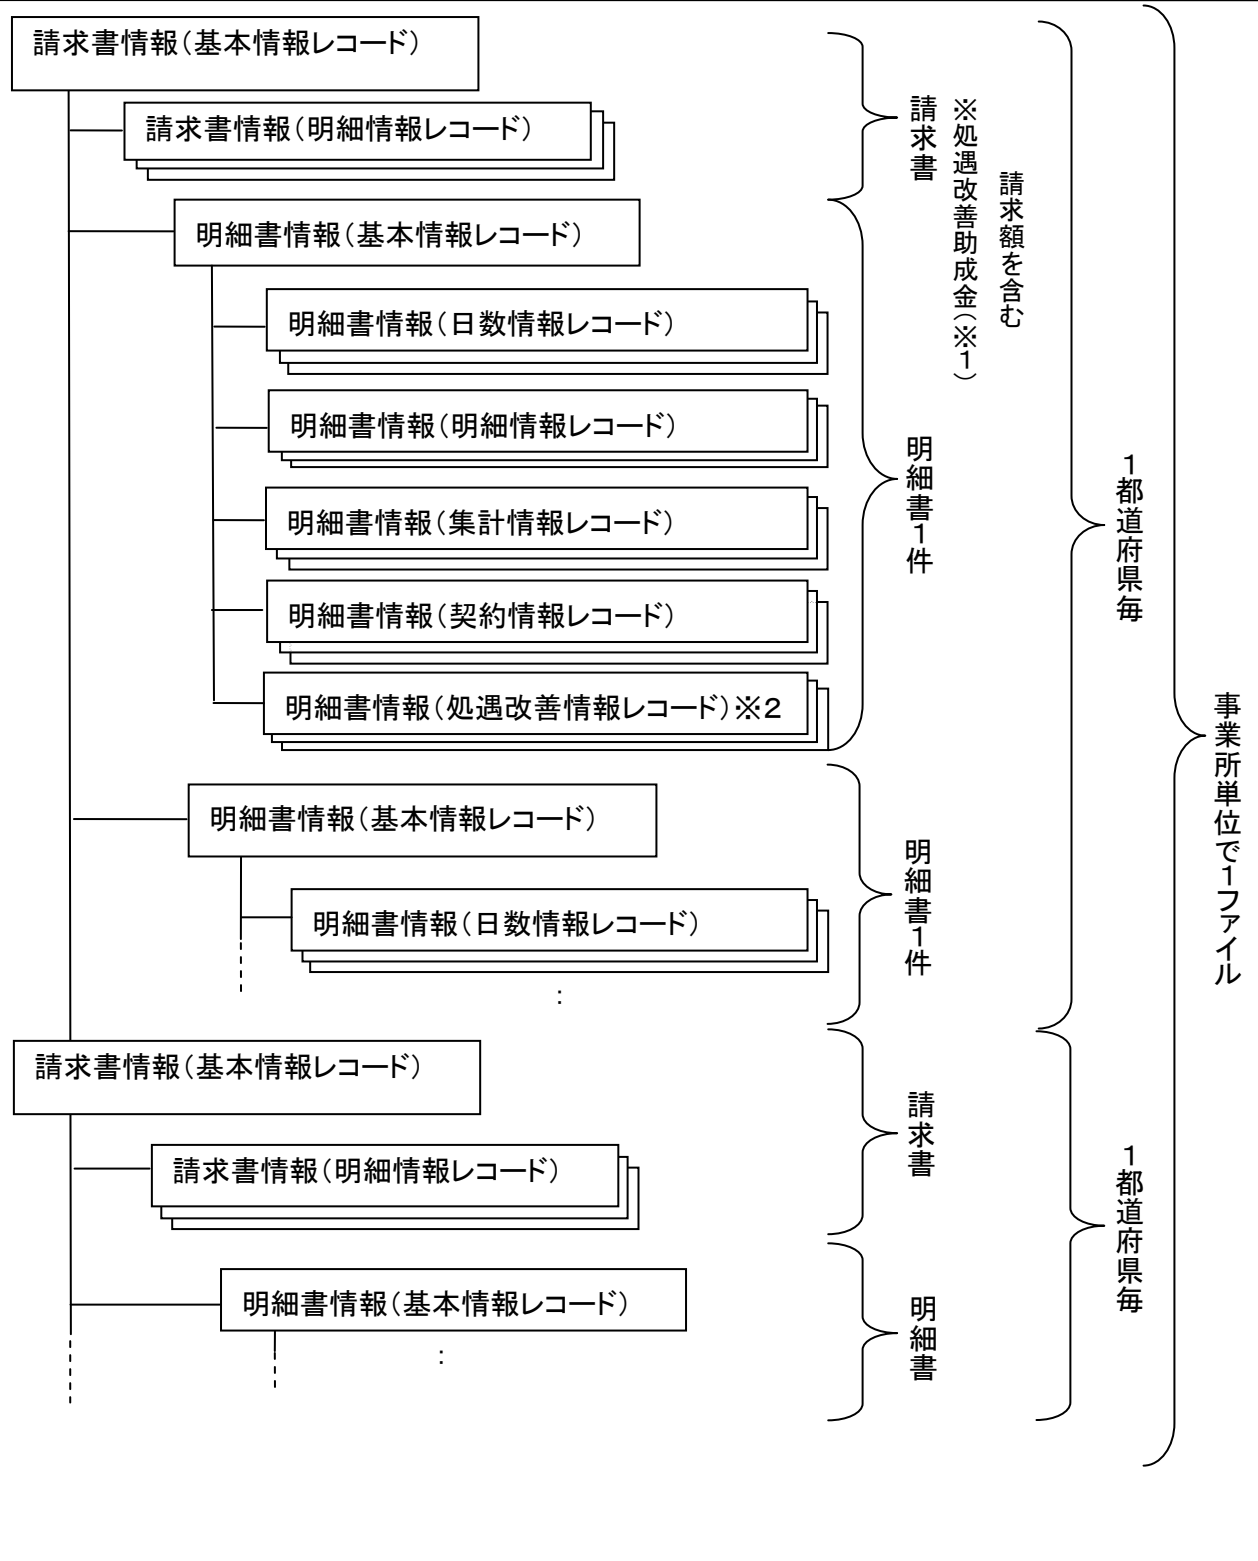 請求書情報（基本情報レコード）
請求書情報（明細情報レコード）
明細書情報（基本情報レコード）
明細書情報（日数情報レコード）
明細書情報（明細情報レコード）
明細書情報（集計情報レコード）
明細書情報（契約情報レコード）
明細書情報（処遇改善情報レコード）※２
明細書情報（基本情報レコード）
明細書情報（日数情報レコード）
：
請求書情報（基本情報レコード）
請求書情報（明細情報レコード）
明細書情報（基本情報レコード）
：
請求書
※処遇改善助成金（※１）
請求額を含む
明細書１件
明細書１件
請求書
明細書
１都道府県毎
１都道府県毎
事業所単位で１ファイル